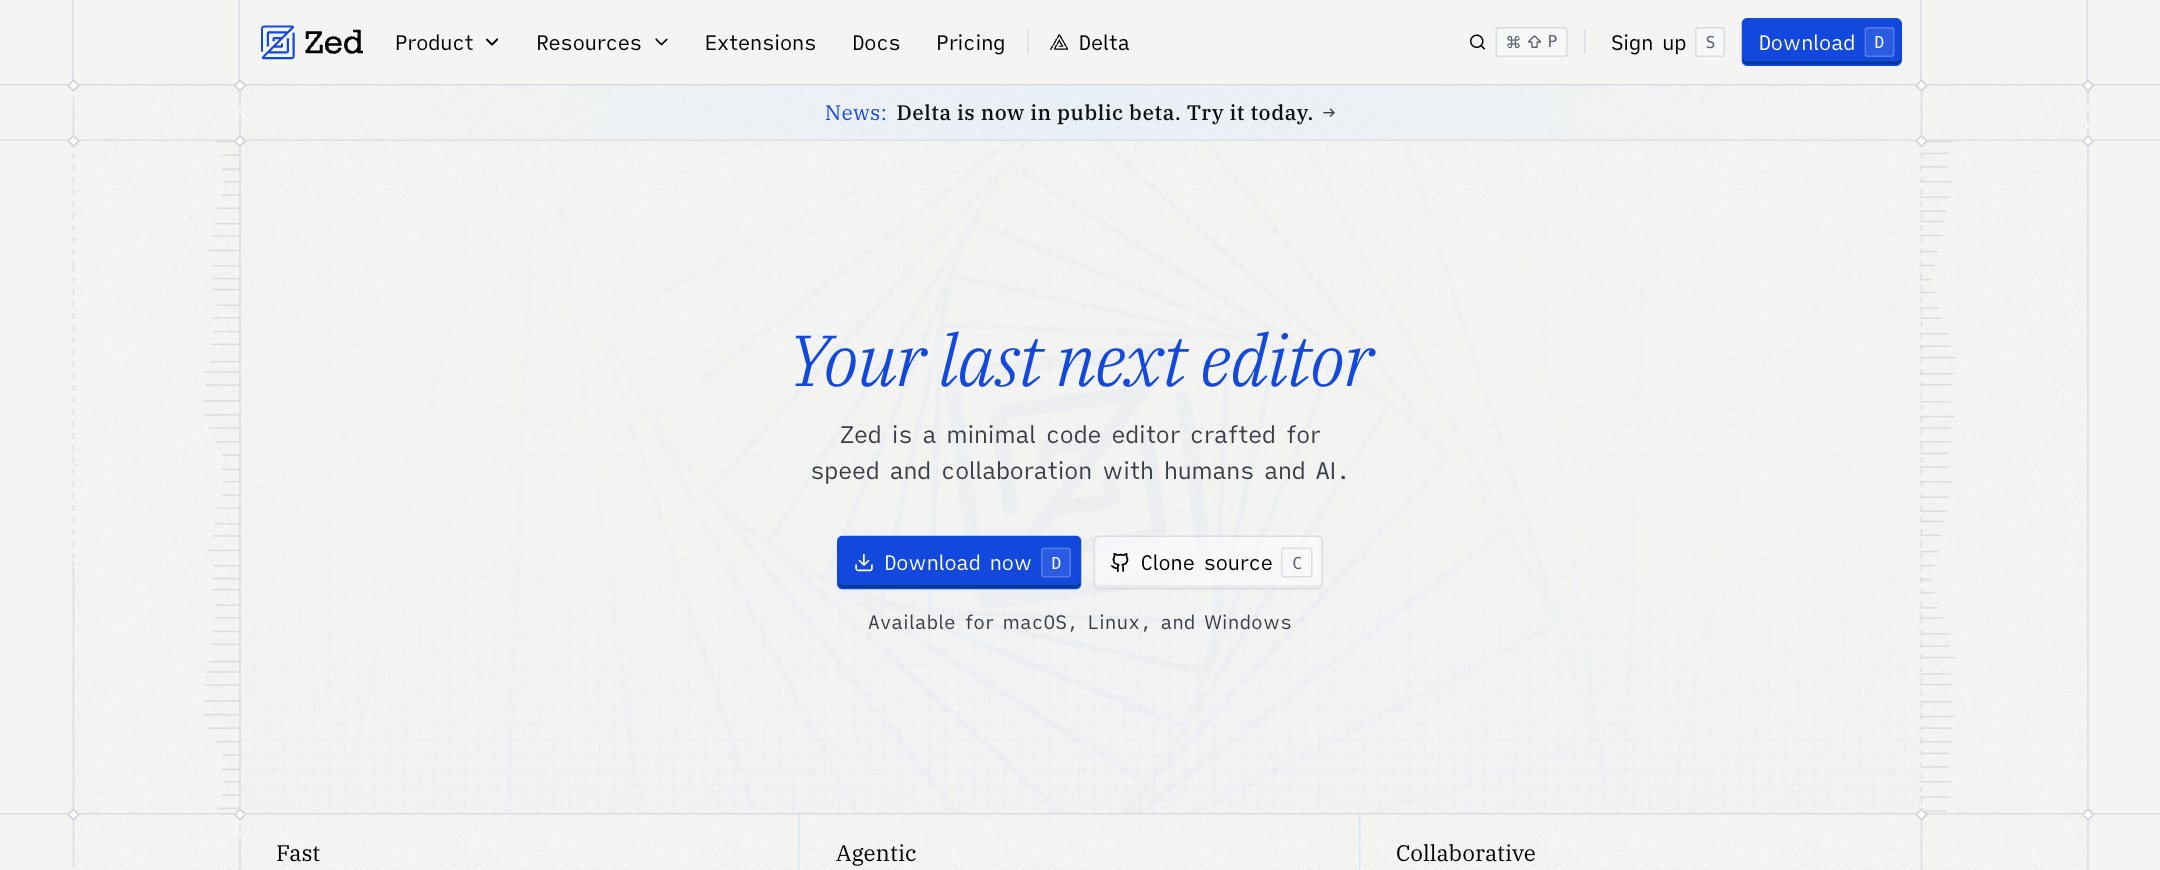 Zed Product Resources Extensions Docs Pricing Delta ⌘ ⇧ P Sign up S Download D
News: Delta is now in public beta. Try it today. →
Your last next editor
Zed is a minimal code editor crafted for
speed and collaboration with humans and AI.
Download now D Clone source C
Available for macOS, Linux, and Windows
Fast Agentic Collaborative